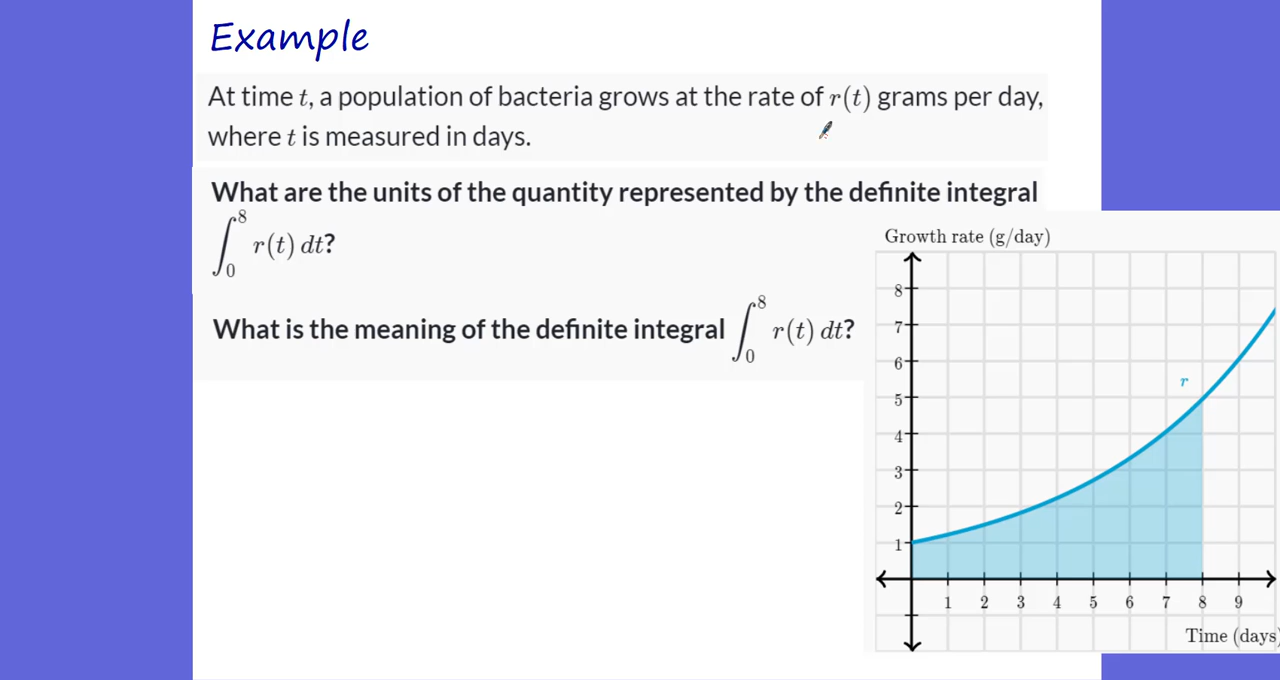 Example
At time t, a population of bacteria grows at the rate of r(t) grams per day,
where t is measured in days.
What are the units of the quantity represented by the definite integral
∫₀⁸ r(t) dt?
What is the meaning of the definite integral ∫₀⁸ r(t) dt?
Growth rate (g/day)
8
7
6
5
4
3
2
1
r
1 2 3 4 5 6 7 8 9
Time (days)